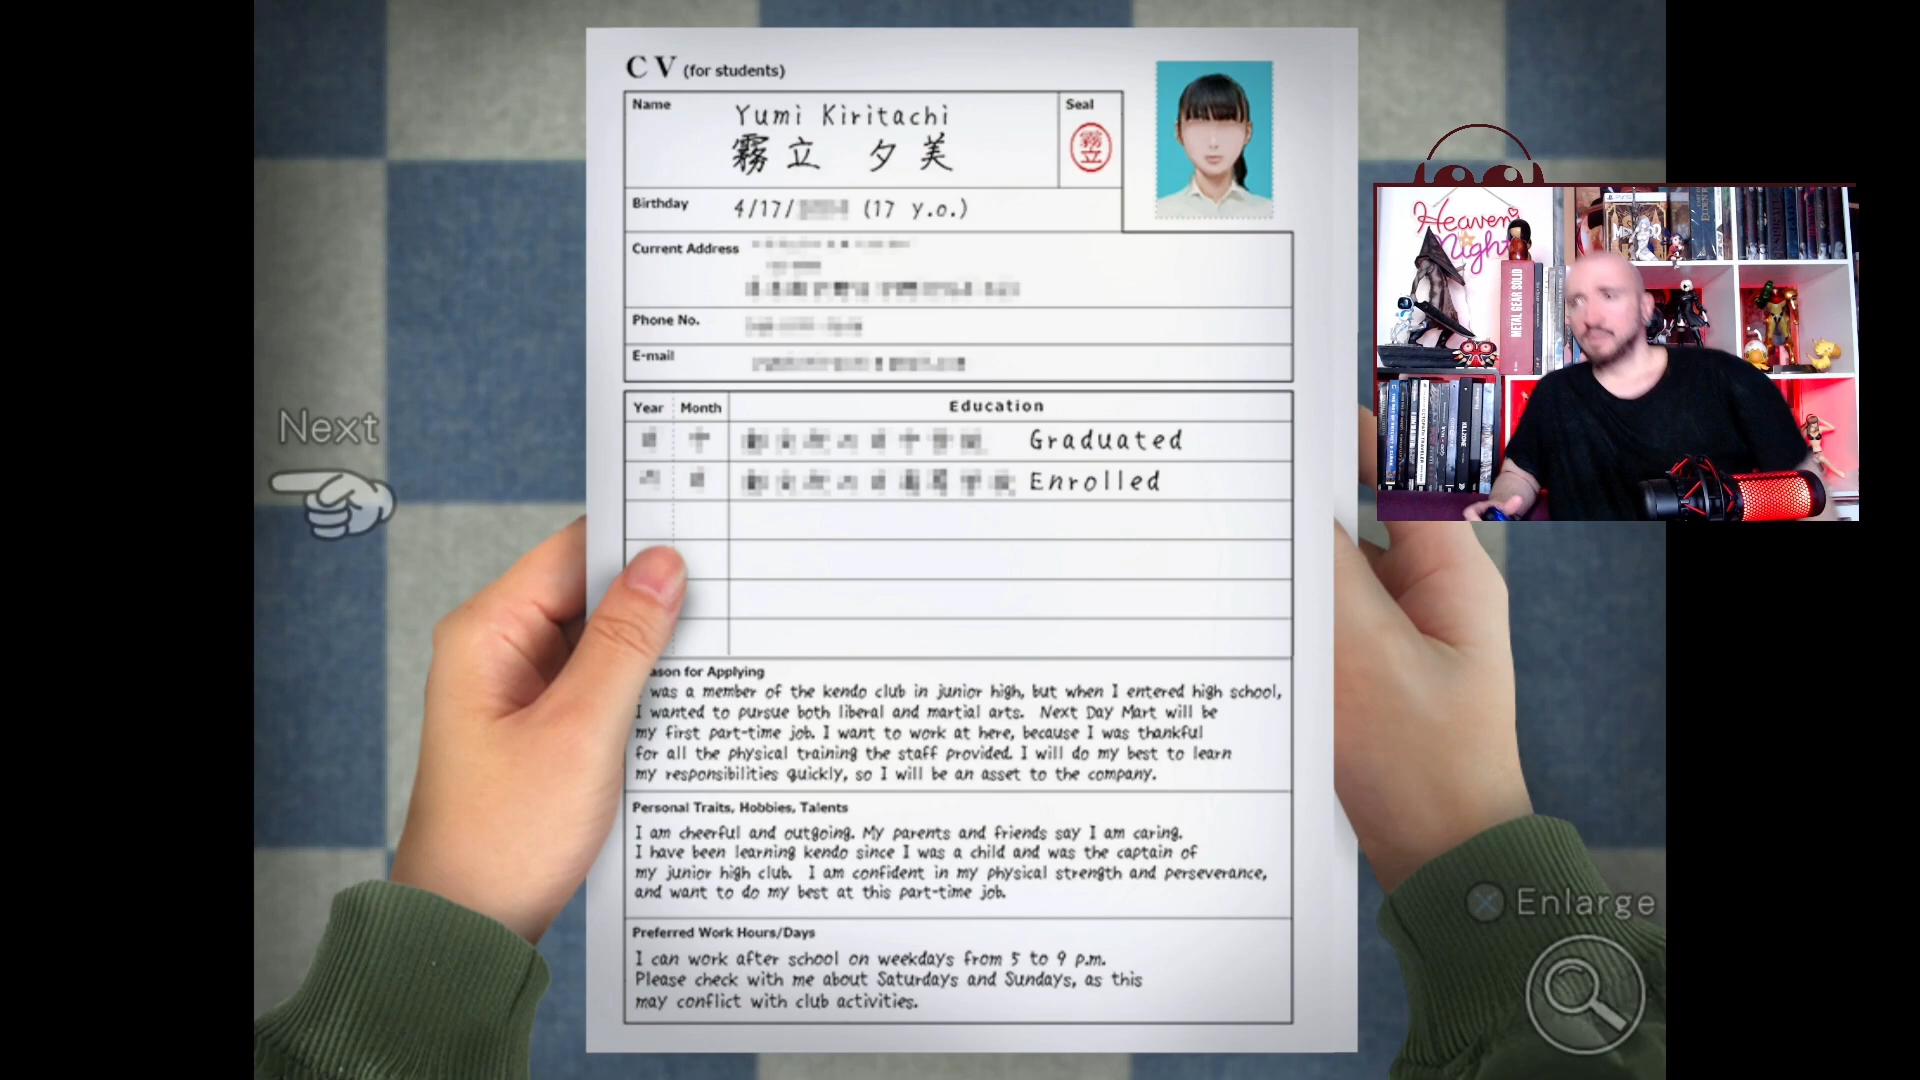 CV (for students)
Name
Yumi Kiritachi
霧立 夕美
Seal
霧立
Birthday
4/17/ (17 y.o.)
Current Address
Phone No.
E-mail
Year Month Education
Graduated
Enrolled
ason for Applying
was a member of the kendo club in junior high, but when I entered high school,
I wanted to pursue both liberal and martial arts. Next Day Mart will be
my first part-time job. I want to work at here, because I was thankful
for all the physical training the staff provided. I will do my best to learn
my responsibilities quickly, so I will be an asset to the company.
Personal Traits, Hobbies, Talents
I am cheerful and outgoing. My parents and friends say I am caring.
I have been learning kendo since I was a child and was the captain of
my junior high club. I am confident in my physical strength and perseverance,
and want to do my best at this part-time job.
Preferred Work Hours/Days
I can work after school on weekdays from 5 to 9 p.m.
Please check with me about Saturdays and Sundays, as this
may conflict with club activities.
Next
Enlarge
Heaven
Night
METAL GEAR SOLID
KILLZONE